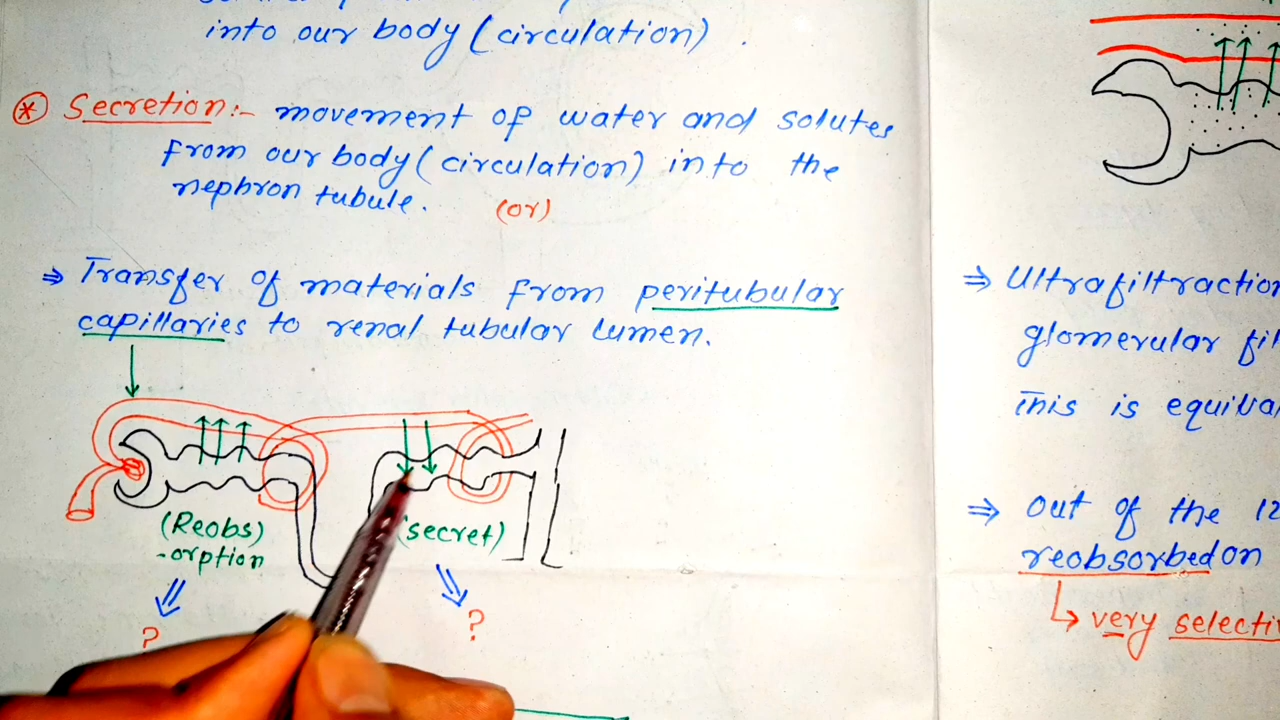 into our body (circulation).
* Secretion:- movement of water and solutes
from our body (circulation) into the
nephron tubule. (or)
⇒ Transfer of materials from peritubular
capillaries to renal tubular lumen.
(Reobs)
-orption
?
(secret)
?
⇒ Ultrafiltration
glomerular
This is
⇒ out of the
reobsorbed on
↳ very